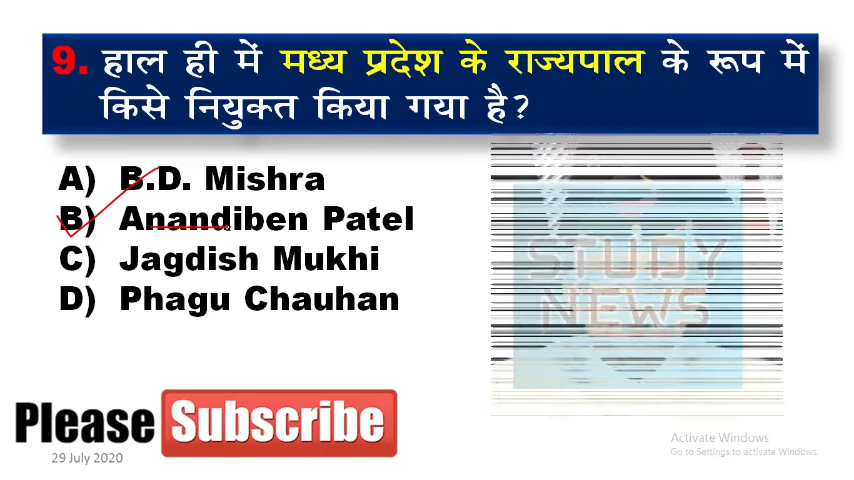 9. हाल ही में मध्य प्रदेश के राज्यपाल के रूप में
किसे नियुक्त किया गया है?
A) B.D. Mishra
B) Anandiben Patel
C) Jagdish Mukhi
D) Phagu Chauhan
STUDY
NEWS
Please Subscribe
29 July 2020
Activate Windows
Go to Settings to activate Windows.